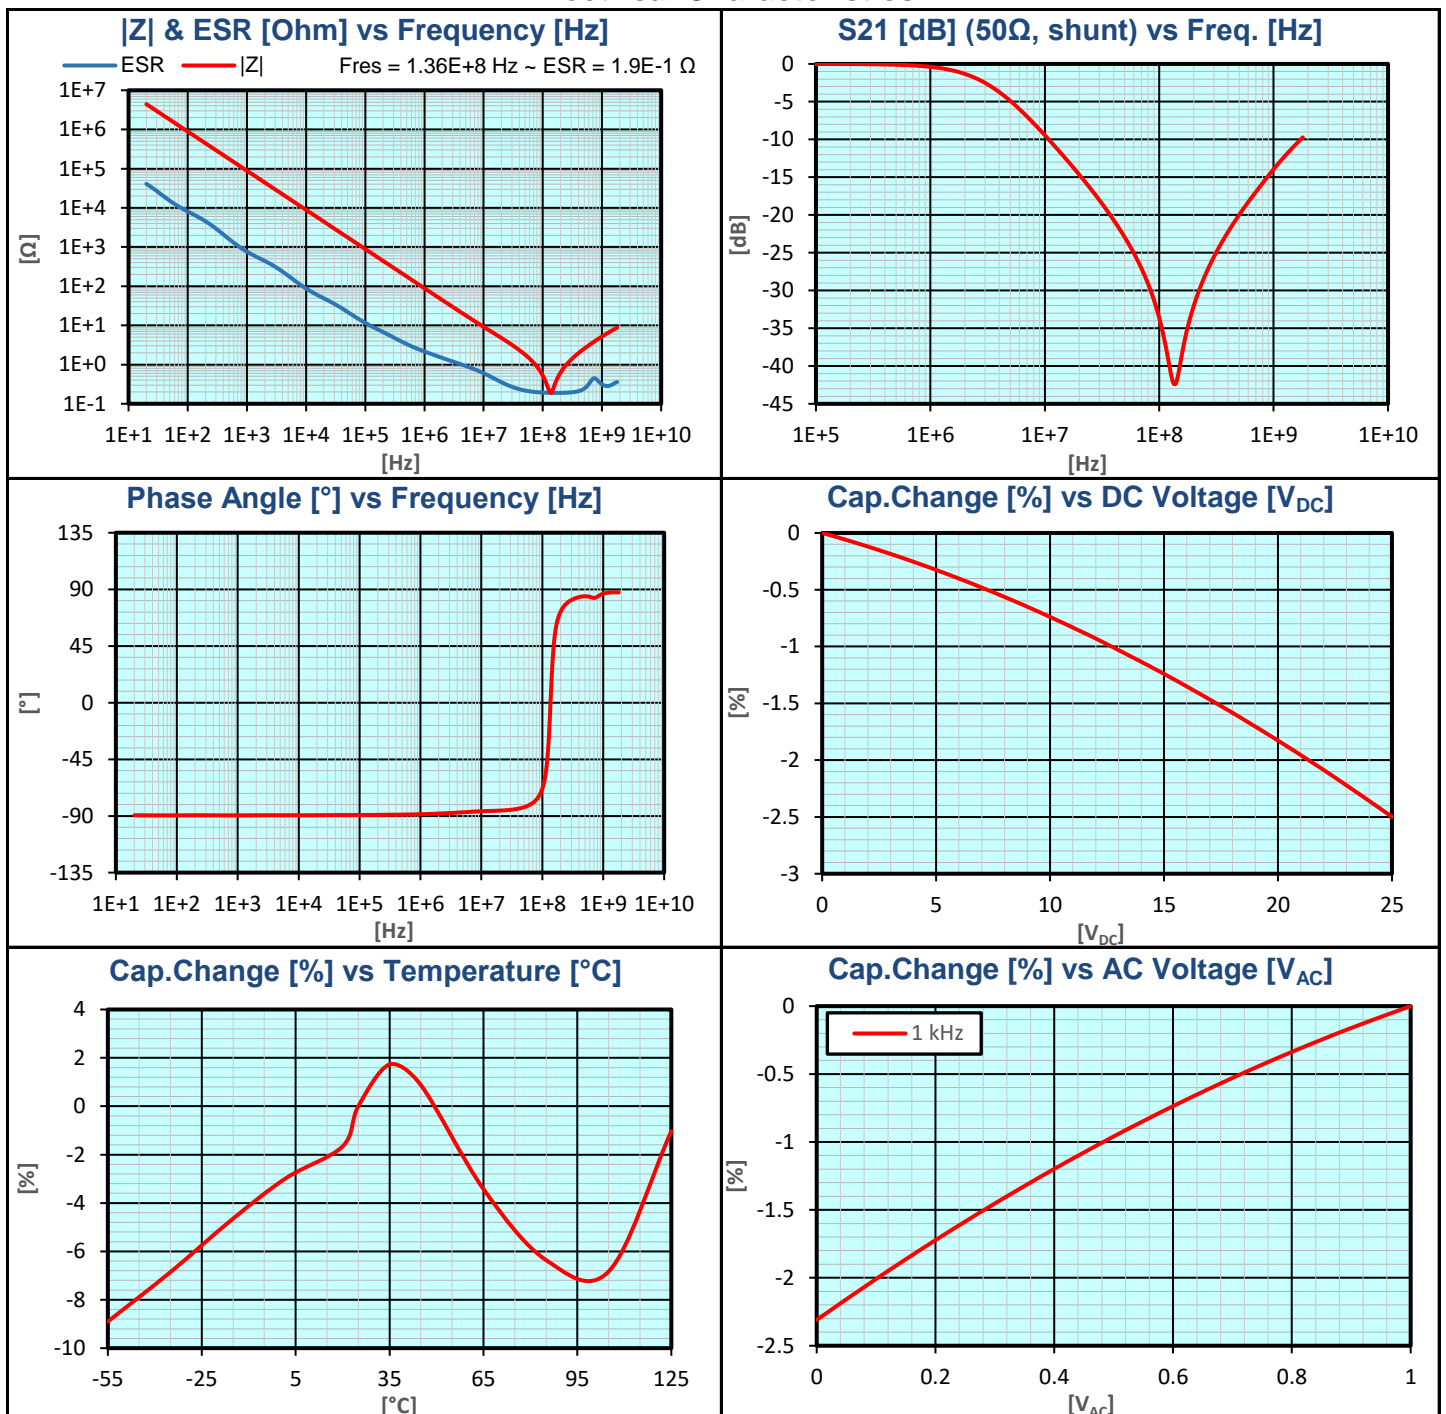 |Z| & ESR [Ohm] vs Frequency [Hz]
ESR |Z| Fres = 1.36E+8 Hz ~ ESR = 1.9E-1 Ω
1E+7
1E+6
1E+5
1E+4
1E+3
1E+2
1E+1
1E+0
1E-1
[Ω]
1E+1 1E+2 1E+3 1E+4 1E+5 1E+6 1E+7 1E+8 1E+9 1E+10
[Hz]
S21 [dB] (50Ω, shunt) vs Freq. [Hz]
0
-5
-10
-15
-20
-25
-30
-35
-40
-45
[dB]
1E+5 1E+6 1E+7 1E+8 1E+9 1E+10
[Hz]
Phase Angle [°] vs Frequency [Hz]
135
90
45
0
-45
-90
-135
[°]
1E+1 1E+2 1E+3 1E+4 1E+5 1E+6 1E+7 1E+8 1E+9 1E+10
[Hz]
Cap.Change [%] vs DC Voltage [VDC]
0
-0.5
-1
-1.5
-2
-2.5
-3
[%]
0 5 10 15 20 25
[VDC]
Cap.Change [%] vs Temperature [°C]
4
2
0
-2
-4
-6
-8
-10
[%]
-55 -25 5 35 65 95 125
[°C]
Cap.Change [%] vs AC Voltage [VAC]
1 kHz
0
-0.5
-1
-1.5
-2
-2.5
[%]
0 0.2 0.4 0.6 0.8 1
[VAC]